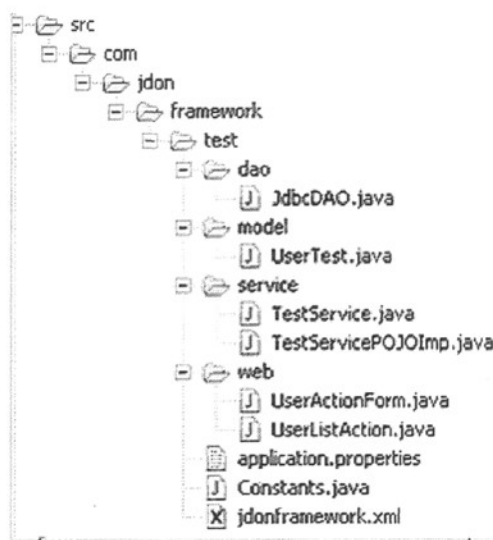 src
com
jdon
framework
test
dao
JdbcDAO.java
model
UserTest.java
service
TestService.java
TestServicePOJOImp.java
web
UserActionForm.java
UserListAction.java
application.properties
Constants.java
jdonframework.xml